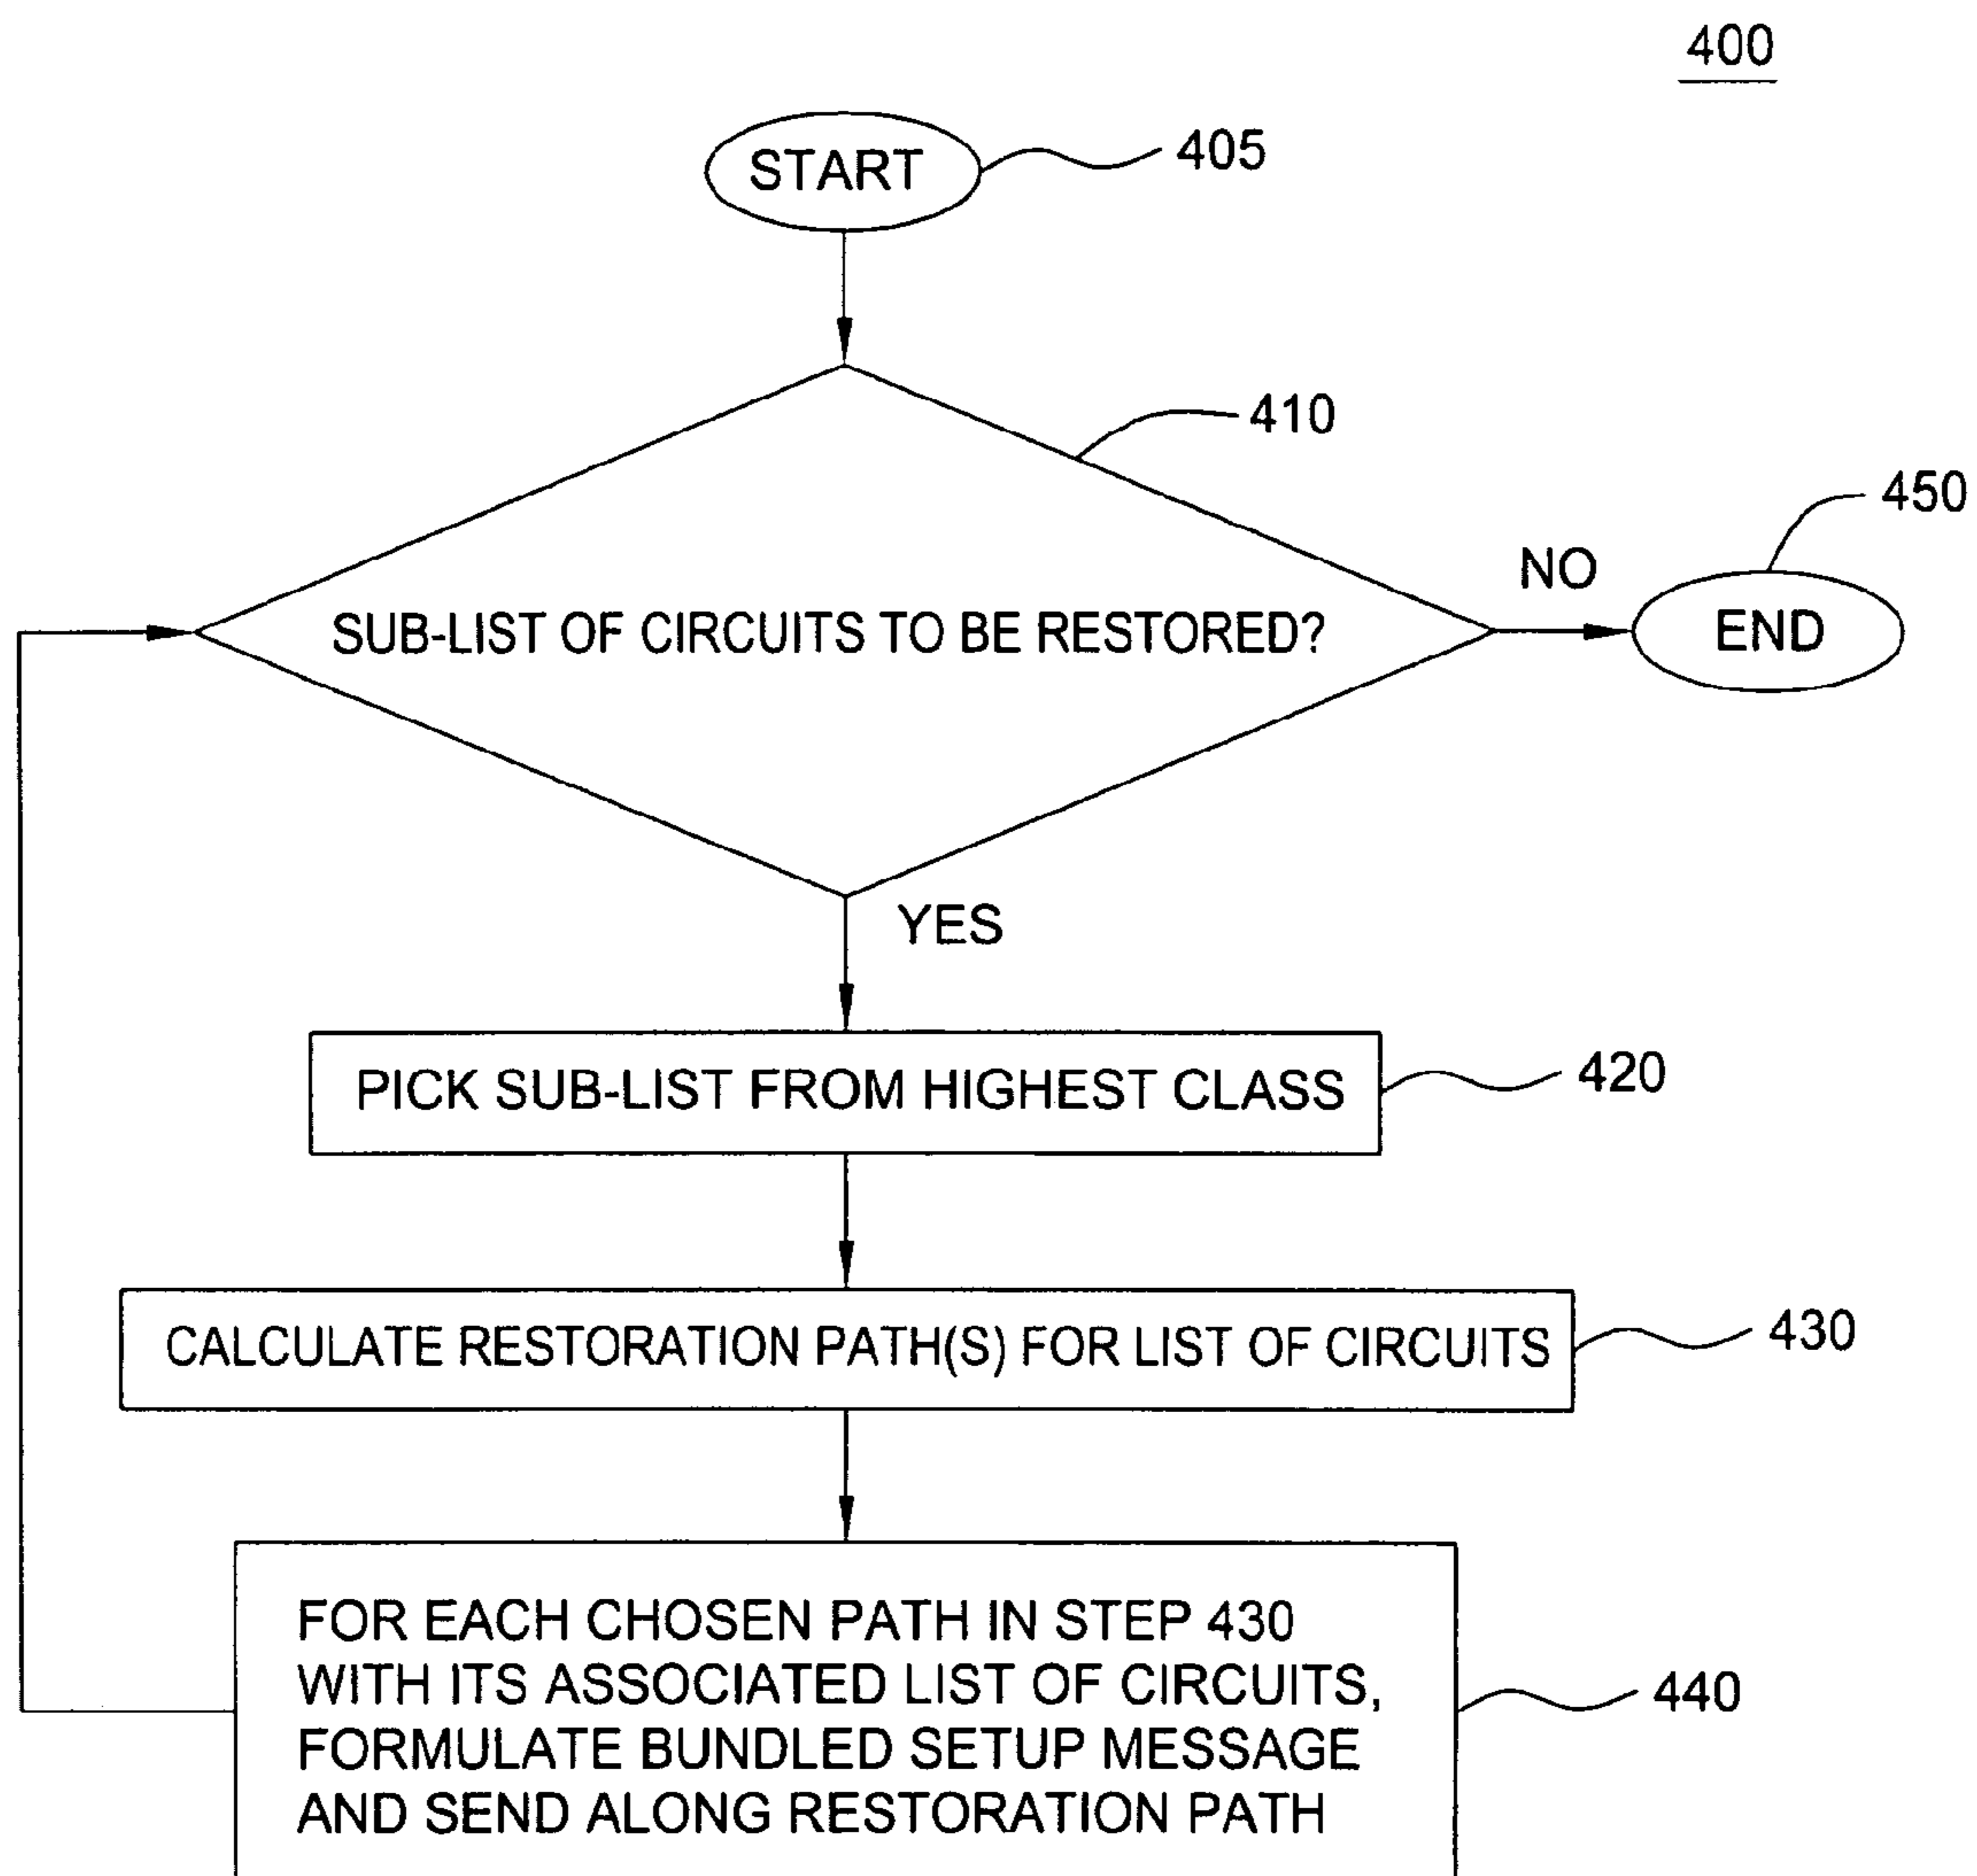 400
START
405
410
450
NO
SUB-LIST OF CIRCUITS TO BE RESTORED?
END
YES
PICK SUB-LIST FROM HIGHEST CLASS
420
CALCULATE RESTORATION PATH(S) FOR LIST OF CIRCUITS
430
FOR EACH CHOSEN PATH IN STEP 430
WITH ITS ASSOCIATED LIST OF CIRCUITS,
FORMULATE BUNDLED SETUP MESSAGE
AND SEND ALONG RESTORATION PATH
440